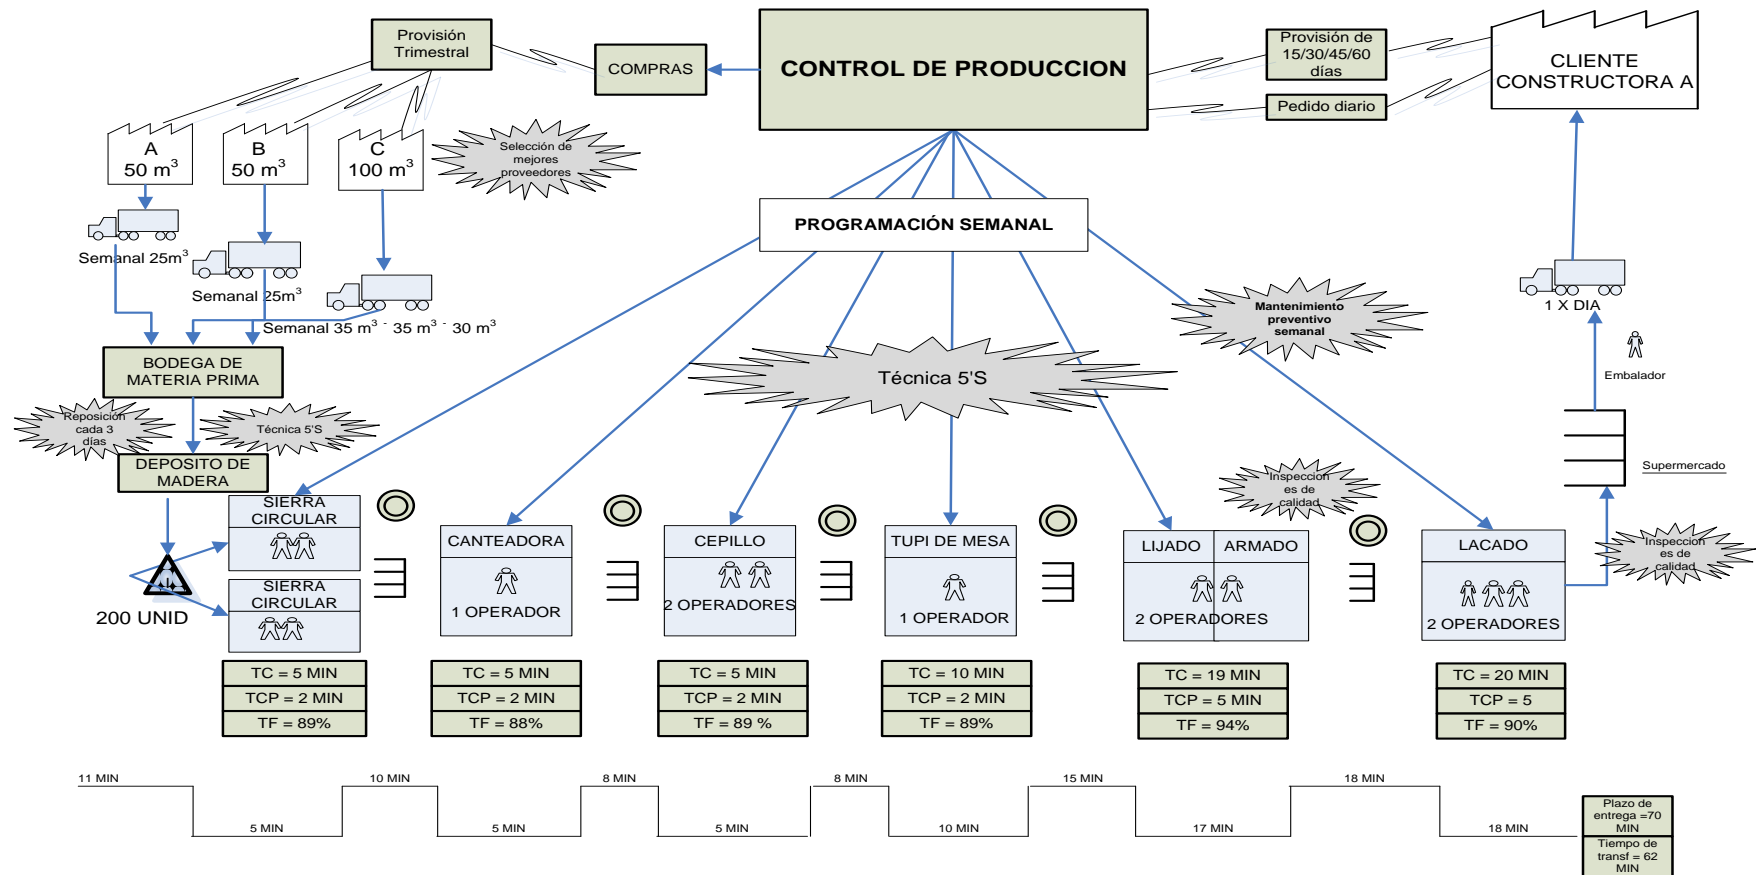 Provisión
Trimestral
COMPRAS
CONTROL DE PRODUCCION
Provisión de
15/30/45/60
días
Pedido diario
CLIENTE
CONSTRUCTORA A
A
50 m³
B
50 m³
C
100 m³
Selección de
mejores
proveedores
Semanal 25m³
Semanal 25m³
Semanal 35 m³ - 35 m³ - 30 m³
PROGRAMACIÓN SEMANAL
Mantenimiento
preventivo
semanal
1 X DIA
Embalador
BODEGA DE
MATERIA PRIMA
Técnica 5'S
Reposición
cada 3
días
Técnica 5'S
DEPOSITO DE
MADERA
Supermercado
Inspeccion
es de
calidad
Inspeccion
es de
calidad
200 UNID
SIERRA
CIRCULAR
SIERRA
CIRCULAR
CANTEADORA
1 OPERADOR
CEPILLO
2 OPERADORES
TUPI DE MESA
1 OPERADOR
LIJADO
ARMADO
2 OPERADORES
LACADO
2 OPERADORES
TC = 5 MIN
TCP = 2 MIN
TF = 89%
TC = 5 MIN
TCP = 2 MIN
TF = 88%
TC = 5 MIN
TCP = 2 MIN
TF = 89 %
TC = 10 MIN
TCP = 2 MIN
TF = 89%
TC = 19 MIN
TCP = 5 MIN
TF = 94%
TC = 20 MIN
TCP = 5
TF = 90%
11 MIN
10 MIN
8 MIN
8 MIN
15 MIN
18 MIN
5 MIN
5 MIN
5 MIN
10 MIN
17 MIN
18 MIN
Plazo de
entrega =70
MIN
Tiempo de
transf = 62
MIN